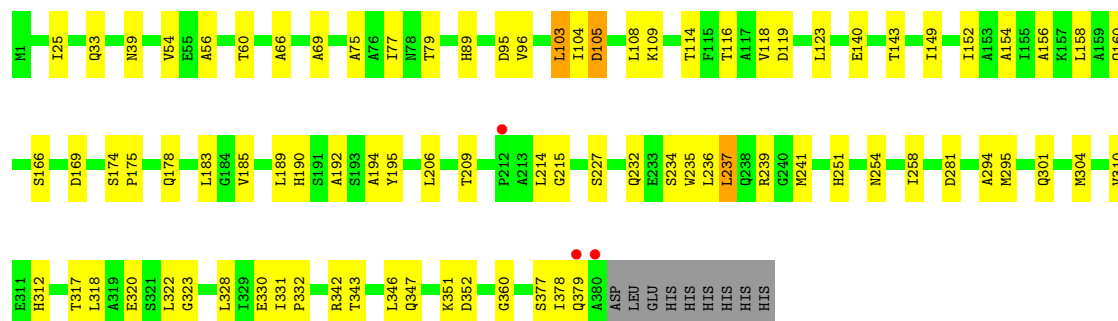 M1 I25 Q33 N39 V54 E55 A56 T60 A66 A69 A75 A76 I77 N78 T79 H89 D95 V96 L103 I104 D105 L108 K109 T114 F115 T116 A117 V118 D119 L123 E140 T143 I149 I152 A153 A154 I155 A156 K157 L158 A159
S166 D169 S174 P175 Q178 L183 G184 V185 L189 H190 S191 A192 S193 A194 Y195 L206 T209 P212 A213 L214 G215 S227 Q232 E233 S234 W235 L236 L237 Q238 R239 G240 M241 H251 N254 I258 D281 A294 M295 Q301 M304
E311 H312 T317 L318 A319 E320 S321 L322 G323 L328 I329 E330 I331 P332 R342 T343 L346 Q347 K351 D352 G360 S377 I378 Q379 A380 ASP LEU GLU HIS HIS HIS HIS HIS HIS